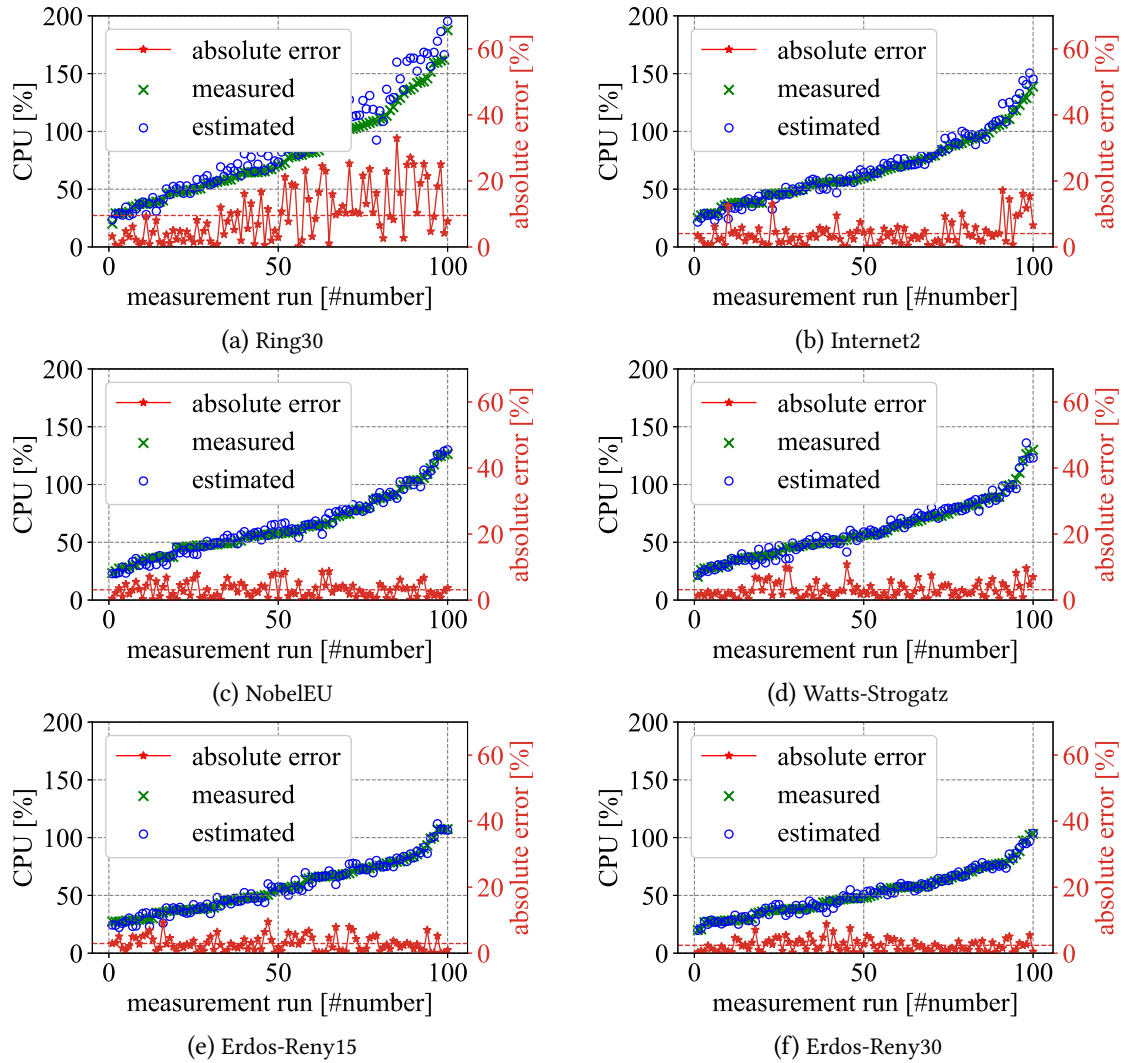 200
150
100
50
0
CPU [%]
absolute error
measured
estimated
60
40
20
0
absolute error [%]
0
50
100
measurement run [#number]
(a) Ring30
200
150
100
50
0
CPU [%]
absolute error
measured
estimated
60
40
20
0
absolute error [%]
0
50
100
measurement run [#number]
(b) Internet2
200
150
100
50
0
CPU [%]
absolute error
measured
estimated
60
40
20
0
absolute error [%]
0
50
100
measurement run [#number]
(c) NobelEU
200
150
100
50
0
CPU [%]
absolute error
measured
estimated
60
40
20
0
absolute error [%]
0
50
100
measurement run [#number]
(d) Watts-Strogatz
200
150
100
50
0
CPU [%]
absolute error
measured
estimated
60
40
20
0
absolute error [%]
0
50
100
measurement run [#number]
(e) Erdos-Reny15
200
150
100
50
0
CPU [%]
absolute error
measured
estimated
60
40
20
0
absolute error [%]
0
50
100
measurement run [#number]
(f) Erdos-Reny30